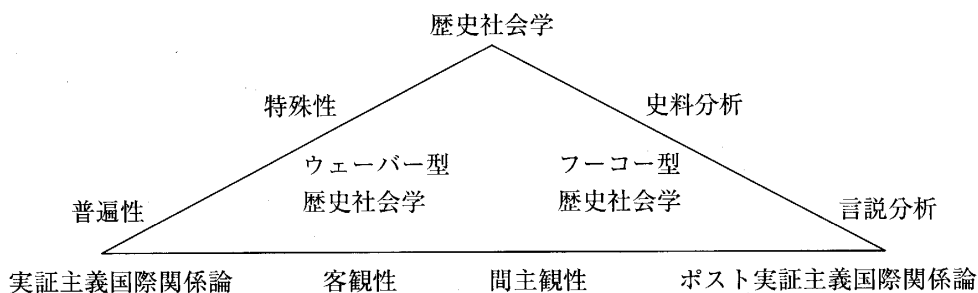 歴史社会学
特殊性
史料分析
ウェーバー型
歴史社会学
フーコー型
歴史社会学
普遍性
言説分析
実証主義国際関係論
客観性
間主観性
ポスト実証主義国際関係論